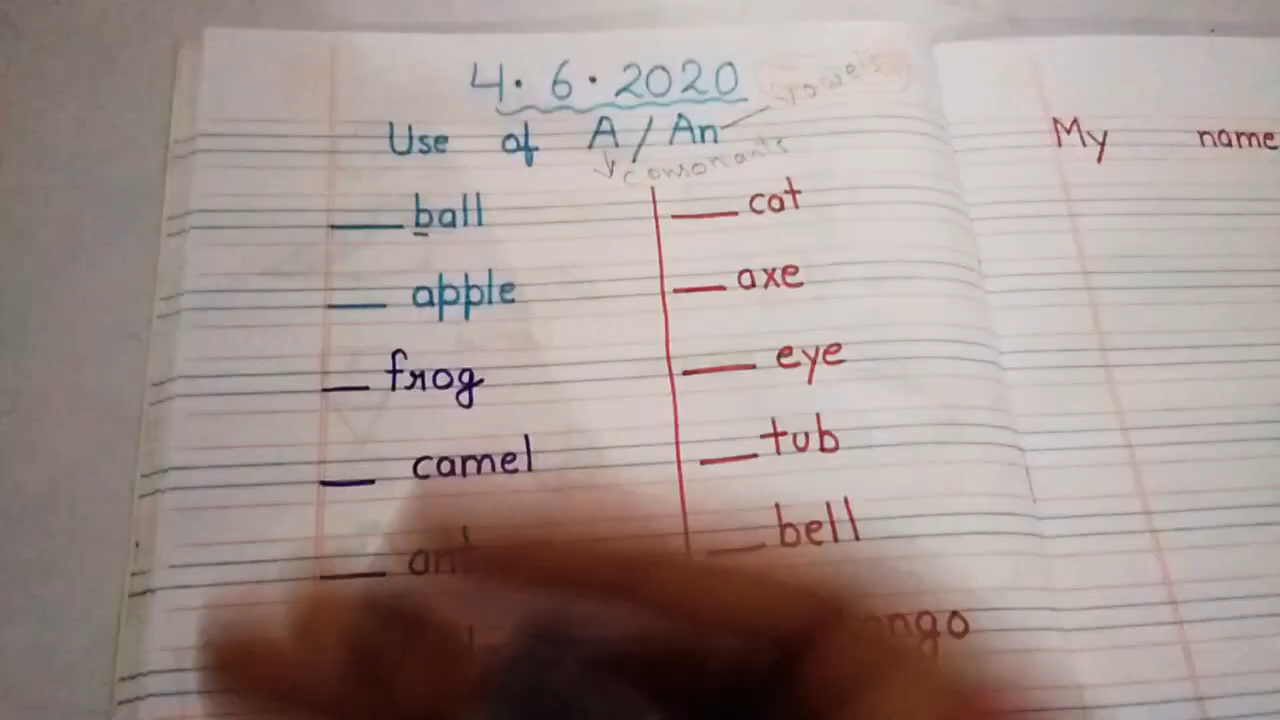 4.6.2020
vowels
Use of A/An
consonants
___ ball
___ apple
___ frog
___ camel
___ cat
___ axe
___ eye
___ tub
___ bell
My name